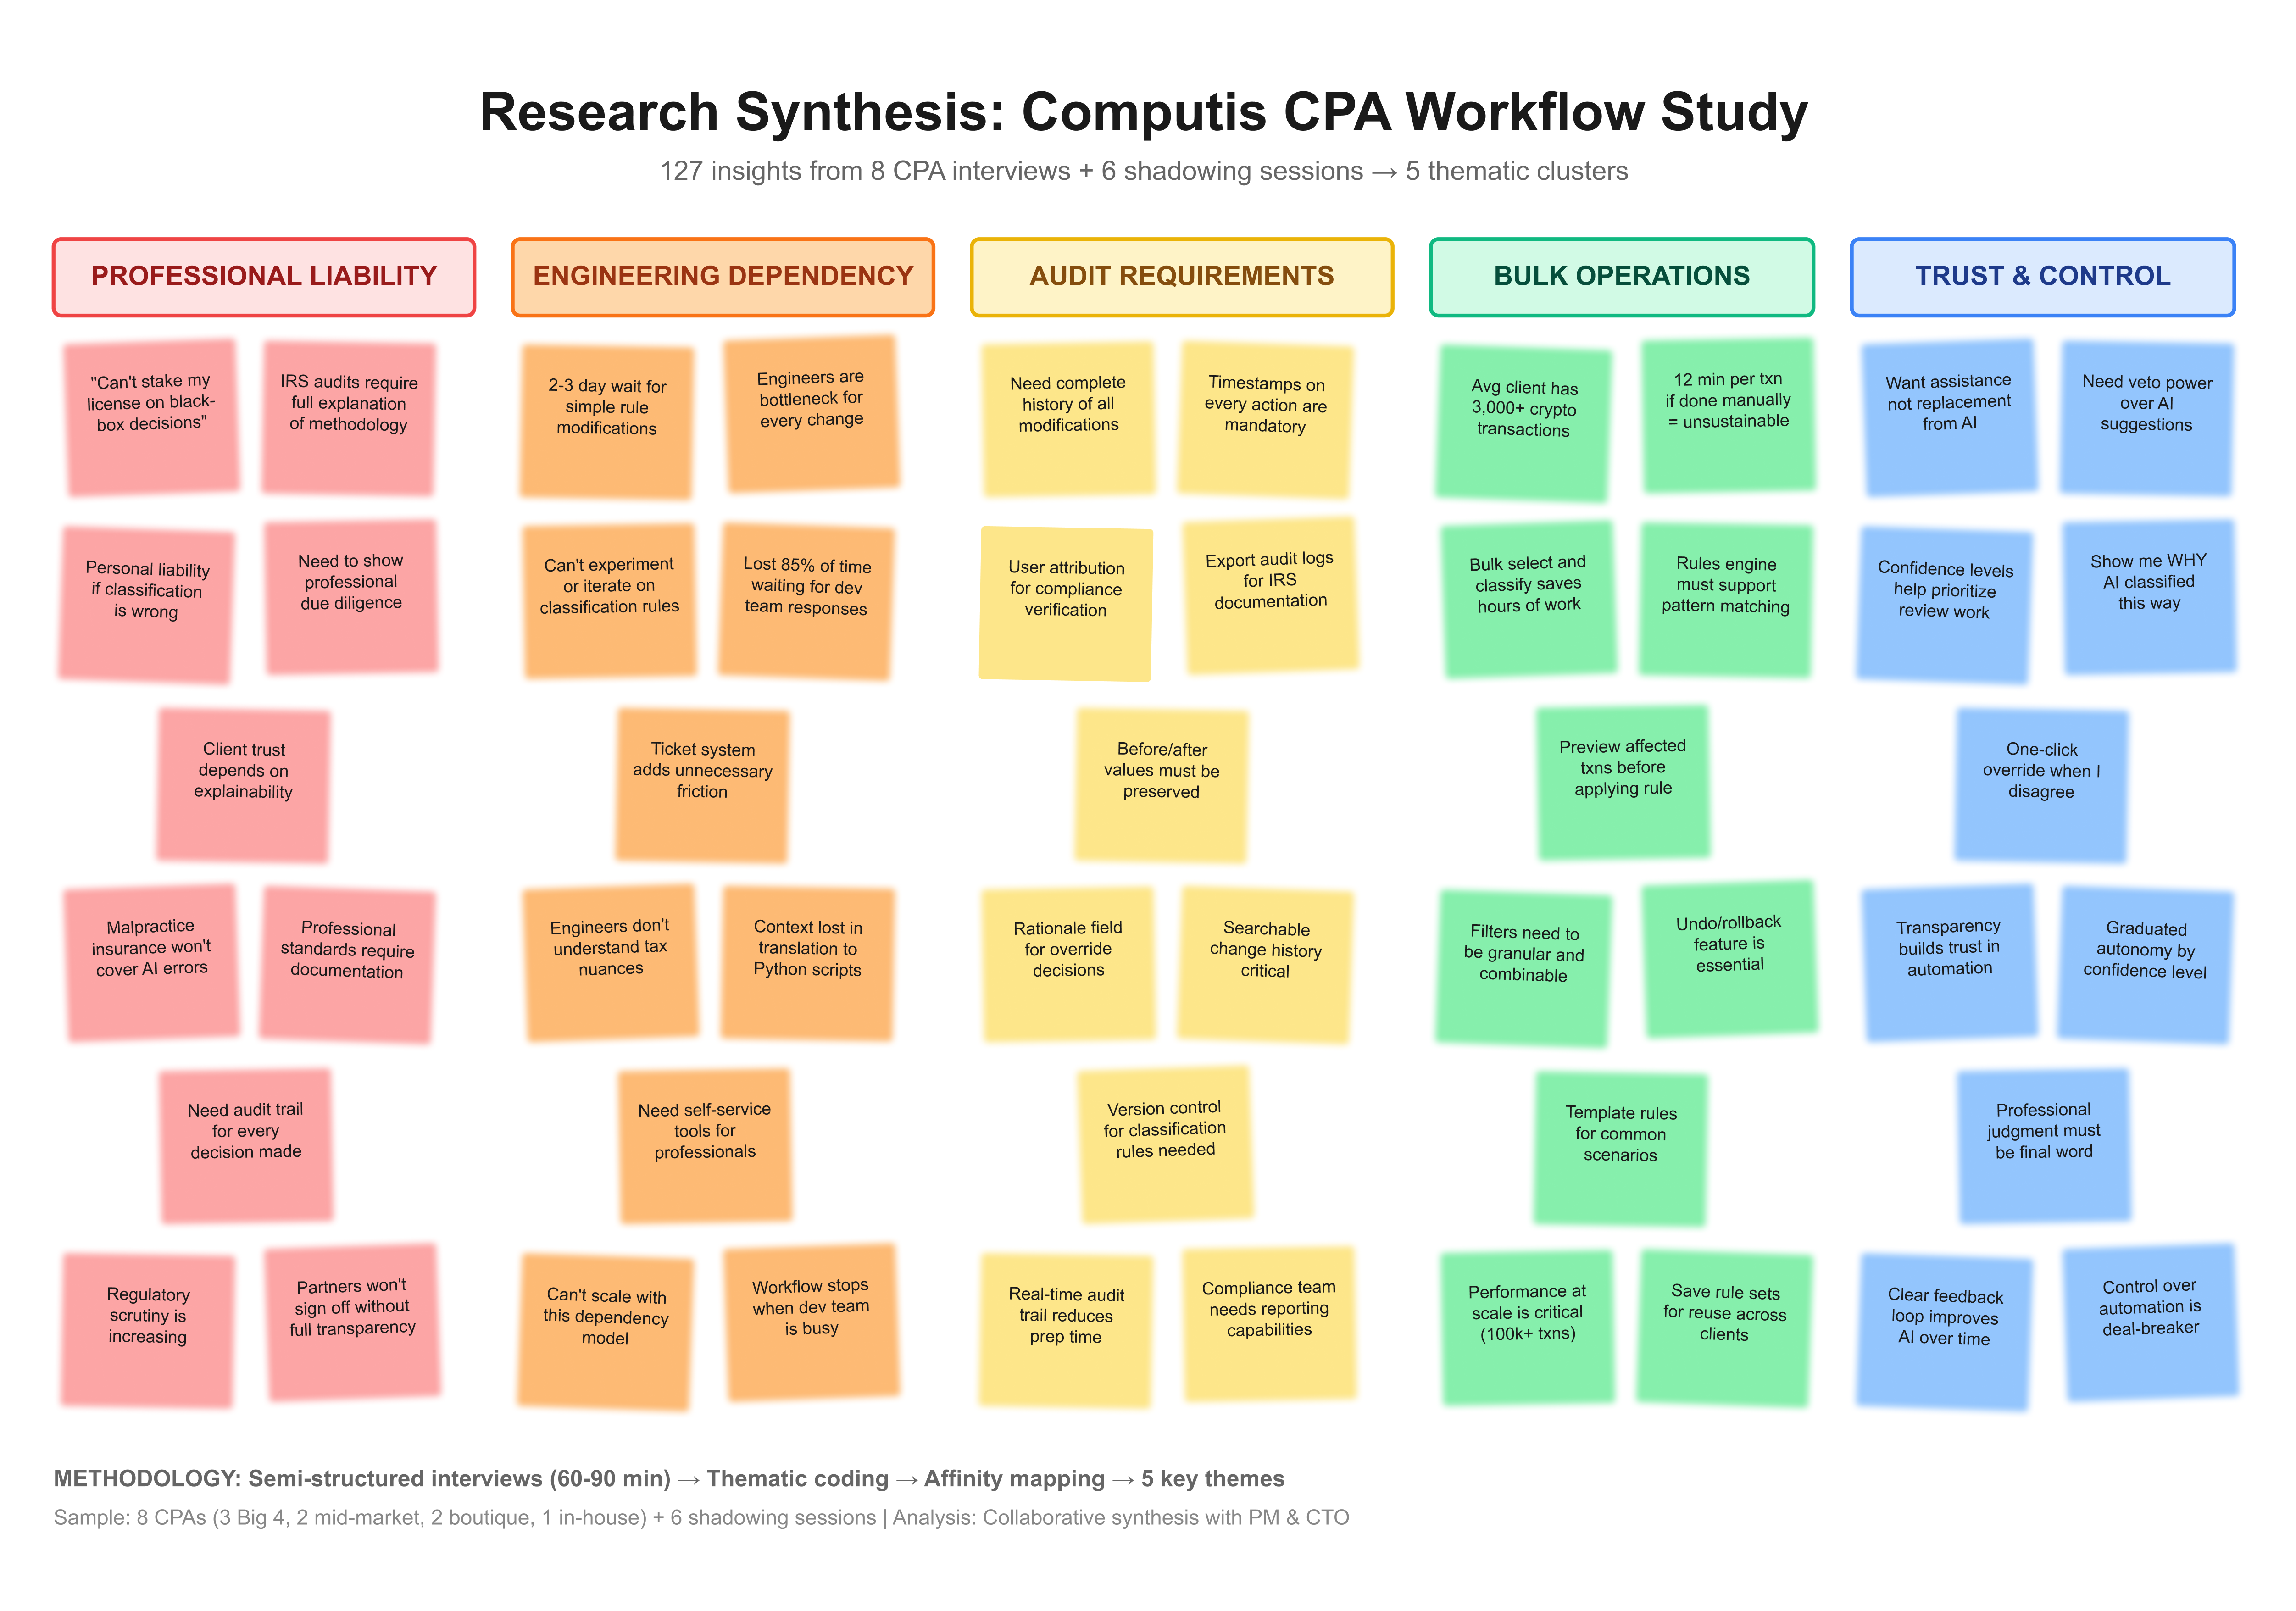 Research Synthesis: Computis CPA Workflow Study
127 insights from 8 CPA interviews + 6 shadowing sessions → 5 thematic clusters
PROFESSIONAL LIABILITY
"Can't stake my
license on black-
box decisions"
IRS audits require
full explanation
of methodology
Personal liability
if classification
is wrong
Need to show
professional
due diligence
Client trust
depends on
explainability
Malpractice
insurance won't
cover AI errors
Professional
standards require
documentation
Need audit trail
for every
decision made
Regulatory
scrutiny is
increasing
Partners won't
sign off without
full transparency
ENGINEERING DEPENDENCY
2-3 day wait for
simple rule
modifications
Engineers are
bottleneck for
every change
Can't experiment
or iterate on
classification rules
Lost 85% of time
waiting for dev
team responses
Ticket system
adds unnecessary
friction
Engineers don't
understand tax
nuances
Context lost in
translation to
Python scripts
Need self-service
tools for
professionals
Can't scale with
this dependency
model
Workflow stops
when dev team
is busy
AUDIT REQUIREMENTS
Need complete
history of all
modifications
Timestamps on
every action are
mandatory
User attribution
for compliance
verification
Export audit logs
for IRS
documentation
Before/after
values must be
preserved
Rationale field
for override
decisions
Searchable
change history
critical
Version control
for classification
rules needed
Real-time audit
trail reduces
prep time
Compliance team
needs reporting
capabilities
BULK OPERATIONS
Avg client has
3,000+ crypto
transactions
12 min per txn
if done manually
= unsustainable
Bulk select and
classify saves
hours of work
Rules engine
must support
pattern matching
Preview affected
txns before
applying rule
Filters need to
be granular and
combinable
Undo/rollback
feature is
essential
Template rules
for common
scenarios
Performance at
scale is critical
(100k+ txns)
Save rule sets
for reuse across
clients
TRUST & CONTROL
Want assistance
not replacement
from AI
Need veto power
over AI
suggestions
Confidence levels
help prioritize
review work
Show me WHY
AI classified
this way
One-click
override when I
disagree
Transparency
builds trust in
automation
Graduated
autonomy by
confidence level
Professional
judgment must
be final word
Clear feedback
loop improves
AI over time
Control over
automation is
deal-breaker
METHODOLOGY: Semi-structured interviews (60-90 min) → Thematic coding → Affinity mapping → 5 key themes
Sample: 8 CPAs (3 Big 4, 2 mid-market, 2 boutique, 1 in-house) + 6 shadowing sessions | Analysis: Collaborative synthesis with PM & CTO